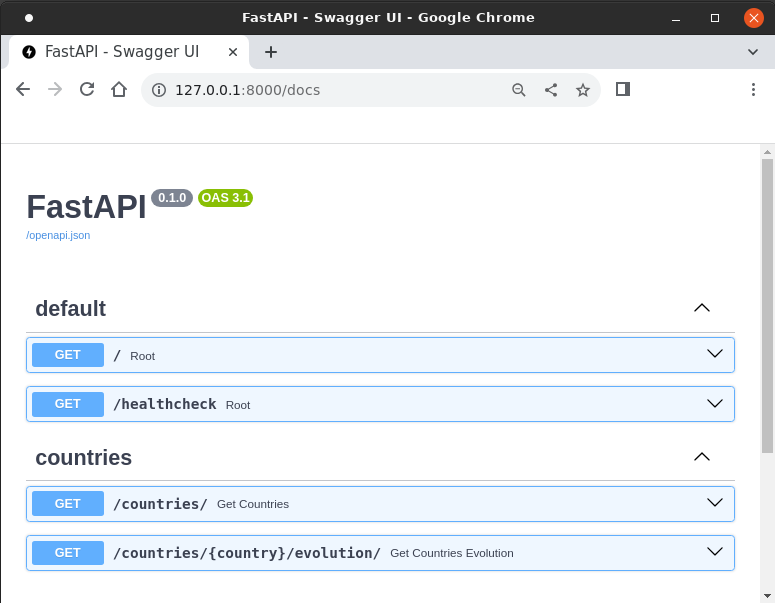 FastAPI - Swagger UI - Google Chrome
FastAPI - Swagger UI
127.0.0.1:8000/docs
FastAPI 0.1.0 OAS 3.1
/openapi.json
default
GET / Root
GET /healthcheck Root
countries
GET /countries/ Get Countries
GET /countries/{country}/evolution/ Get Countries Evolution